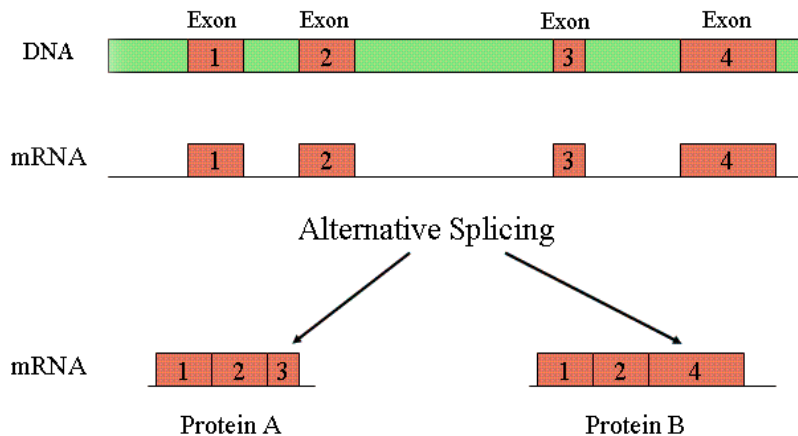 Exon Exon Exon Exon
DNA 1 2 3 4
mRNA 1 2 3 4
Alternative Splicing
mRNA 1 2 3 1 2 4
Protein A Protein B